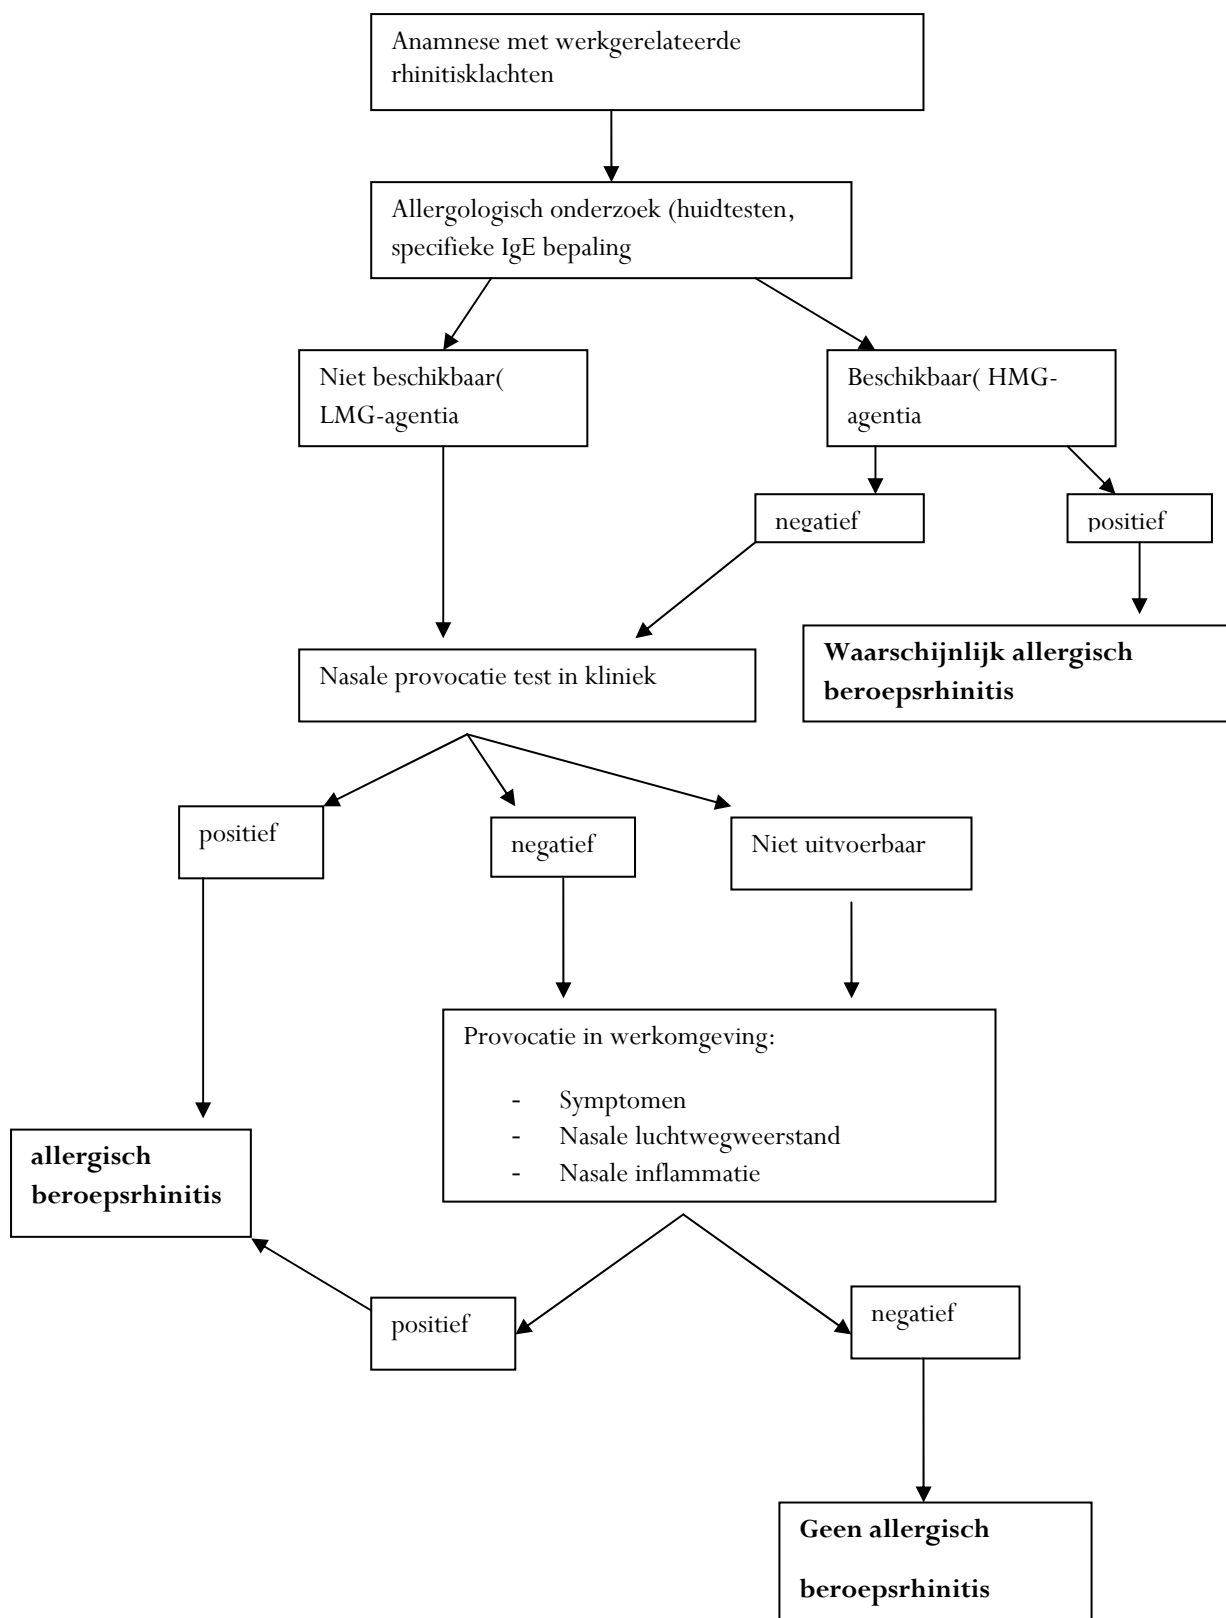 Anamnese met werkgerelateerde
rhinitisklachten
Allergologisch onderzoek (huidtesten,
specifieke IgE bepaling
Niet beschikbaar(
LMG-agentia
Beschikbaar( HMG-
agentia
negatief
positief
Waarschijnlijk allergisch
beroepsrhinitis
Nasale provocatie test in kliniek
positief
negatief
Niet uitvoerbaar
Provocatie in werkomgeving:
- Symptomen
- Nasale luchtwegweerstand
- Nasale inflammatie
allergisch
beroepsrhinitis
positief
negatief
Geen allergisch
beroepsrhinitis